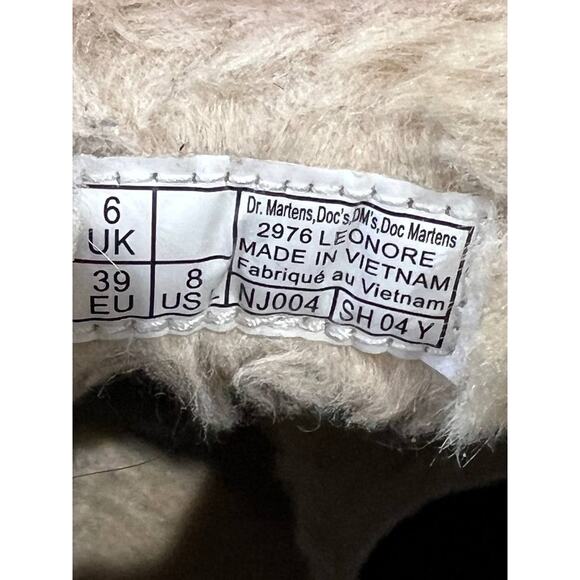 6
UK
39
EU
8
US L
Dr. Martens,Doc's,DM's,Doc Martens
2976 LEONORE
MADE IN VIETNAM
Fabriqué au Vietnam
NJ004
SH 04 Y